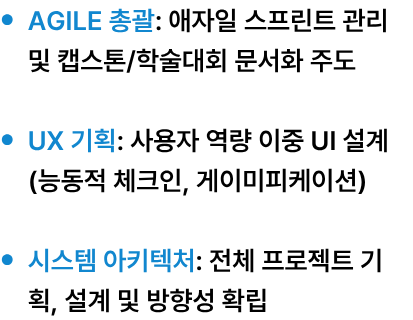 • AGILE 총괄: 애자일 스프린트 관리
및 캡스톤/학술대회 문서화 주도
• UX 기획: 사용자 역량 이중 UI 설계
(능동적 체크인, 게이미피케이션)
• 시스템 아키텍처: 전체 프로젝트 기
획, 설계 및 방향성 확립